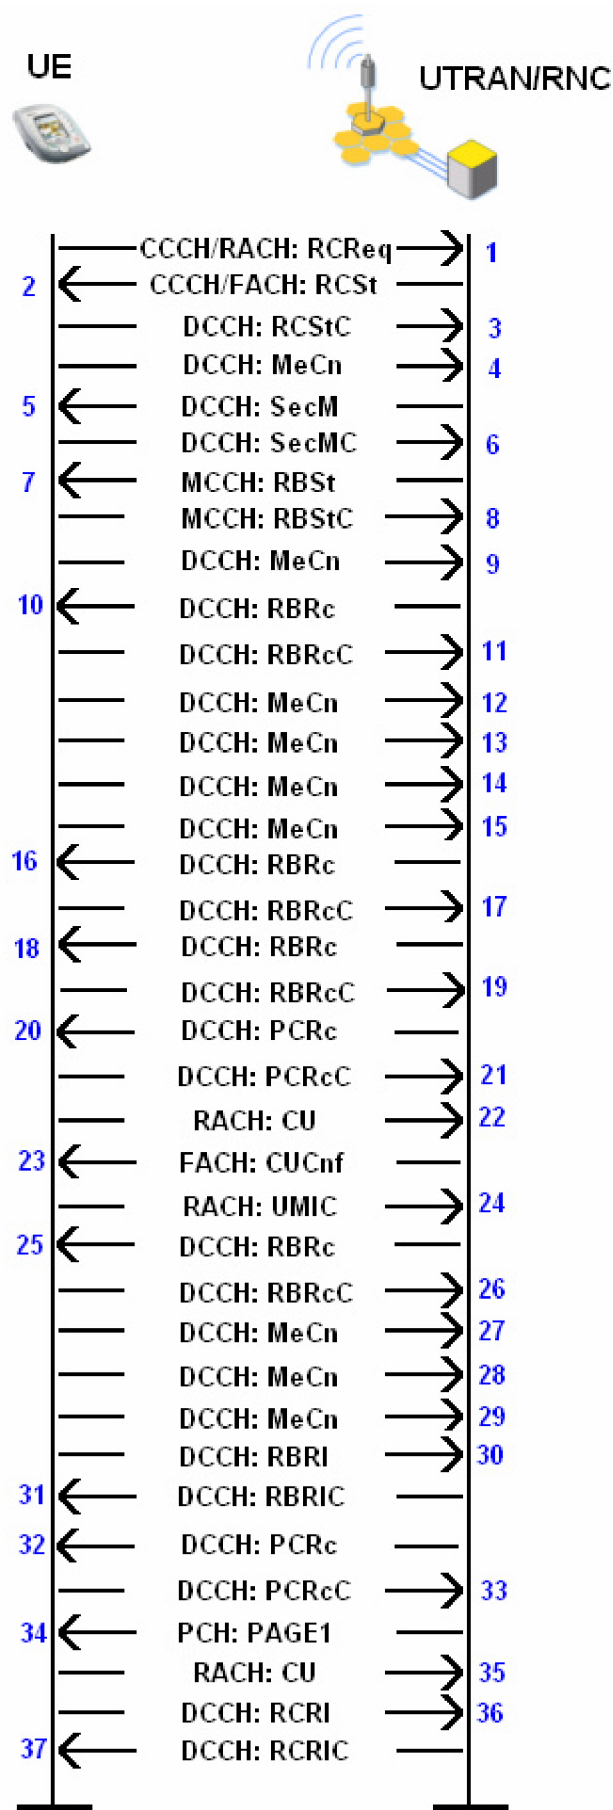 UE
UTRAN/RNC
CCCH/RACH: RCReq 1
2 CCCH/FACH: RCSt
DCCH: RCStC 3
DCCH: MeCn 4
5 DCCH: SecM
DCCH: SecMC 6
7 MCCH: RBSt
MCCH: RBStC 8
DCCH: MeCn 9
10 DCCH: RBRc
DCCH: RBRcC 11
DCCH: MeCn 12
DCCH: MeCn 13
DCCH: MeCn 14
DCCH: MeCn 15
16 DCCH: RBRc
DCCH: RBRcC 17
18 DCCH: RBRc
DCCH: RBRcC 19
20 DCCH: PCRc
DCCH: PCRcC 21
RACH: CU 22
23 FACH: CUCnf
RACH: UMIC 24
25 DCCH: RBRc
DCCH: RBRcC 26
DCCH: MeCn 27
DCCH: MeCn 28
DCCH: MeCn 29
DCCH: RBRl 30
31 DCCH: RBRlC
32 DCCH: PCRc
DCCH: PCRcC 33
34 PCH: PAGE1
RACH: CU 35
DCCH: RCRl 36
37 DCCH: RCRlC